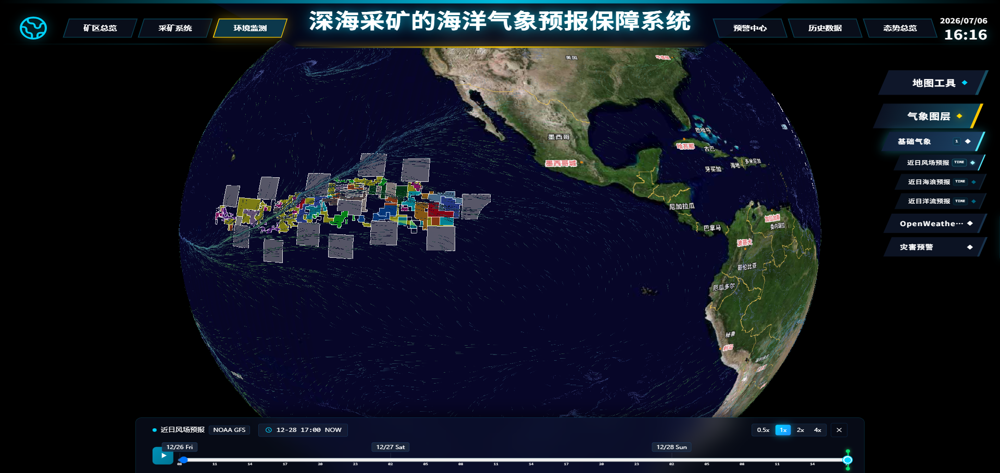 矿区总览
采矿系统
环境监测
深海采矿的海洋气象预报保障系统
预警中心
历史数据
态势总览
2026/07/06
16:16
地图工具
气象图层
基础气象 1
近日风场预报 TIME
近日海浪预报 TIME
近日洋流预报 TIME
OpenWeathe···
灾害预警
美国
墨西哥
墨西哥城
巴哈马
哈瓦那
古巴
牙买加
海地
多米尼加
尼加拉瓜
巴拿马
加拉加斯
委内瑞拉
波哥大
哥伦比亚
厄瓜多尔
秘鲁
利马
近日风场预报 NOAA GFS 12-28 17:00 NOW
0.5x 1x 2x 4x
12/26 Fri 12/27 Sat 12/28 Sun
08 11 14 17 20 23 02 05 08 11 14 17 20 23 02 05 08 11 14